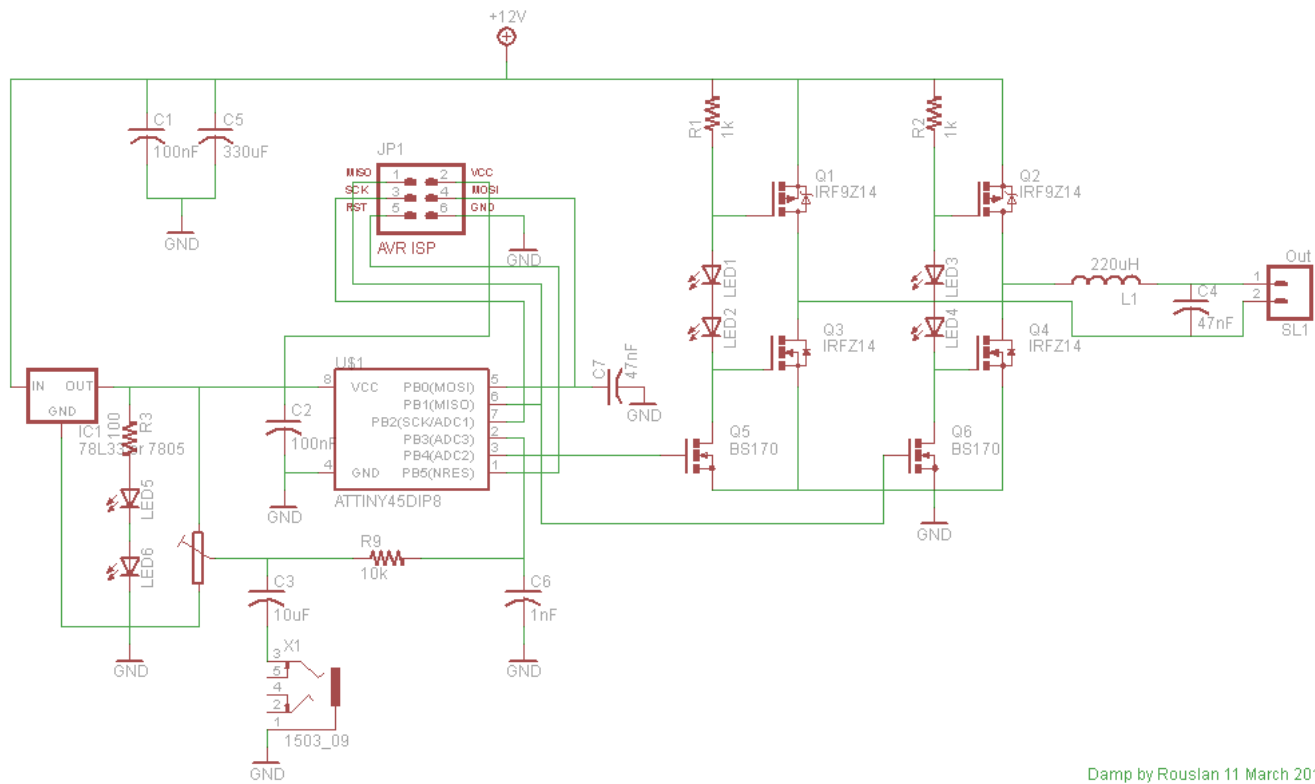 +12V
C1
100nF
C5
330uF
GND
JP1
MISO
SCK
RST
1
3
5
2
4
6
VCC
MOSI
GND
AVR ISP
GND
R1
1k
R2
1k
Q1
IRF9Z14
Q2
IRF9Z14
LED1
LED2
LED3
LED4
Q3
IRFZ14
Q4
IRFZ14
220uH
L1
C4
47nF
Out
1
2
SL1
IN
OUT
GND
IC1
78L33 or 7805
100
R3
C2
100nF
GND
U$1
8
VCC
4
GND
PB0(MOSI)
PB1(MISO)
PB2(SCK/ADC1)
PB3(ADC3)
PB4(ADC2)
PB5(NRES)
5
6
7
2
3
1
ATTINY45DIP8
C7
47nF
GND
Q5
BS170
Q6
BS170
GND
LED5
LED6
GND
R9
10k
C3
10uF
C6
1nF
GND
X1
3
5
4
2
1
1503_09
GND
Damp by Rouslan 11 March